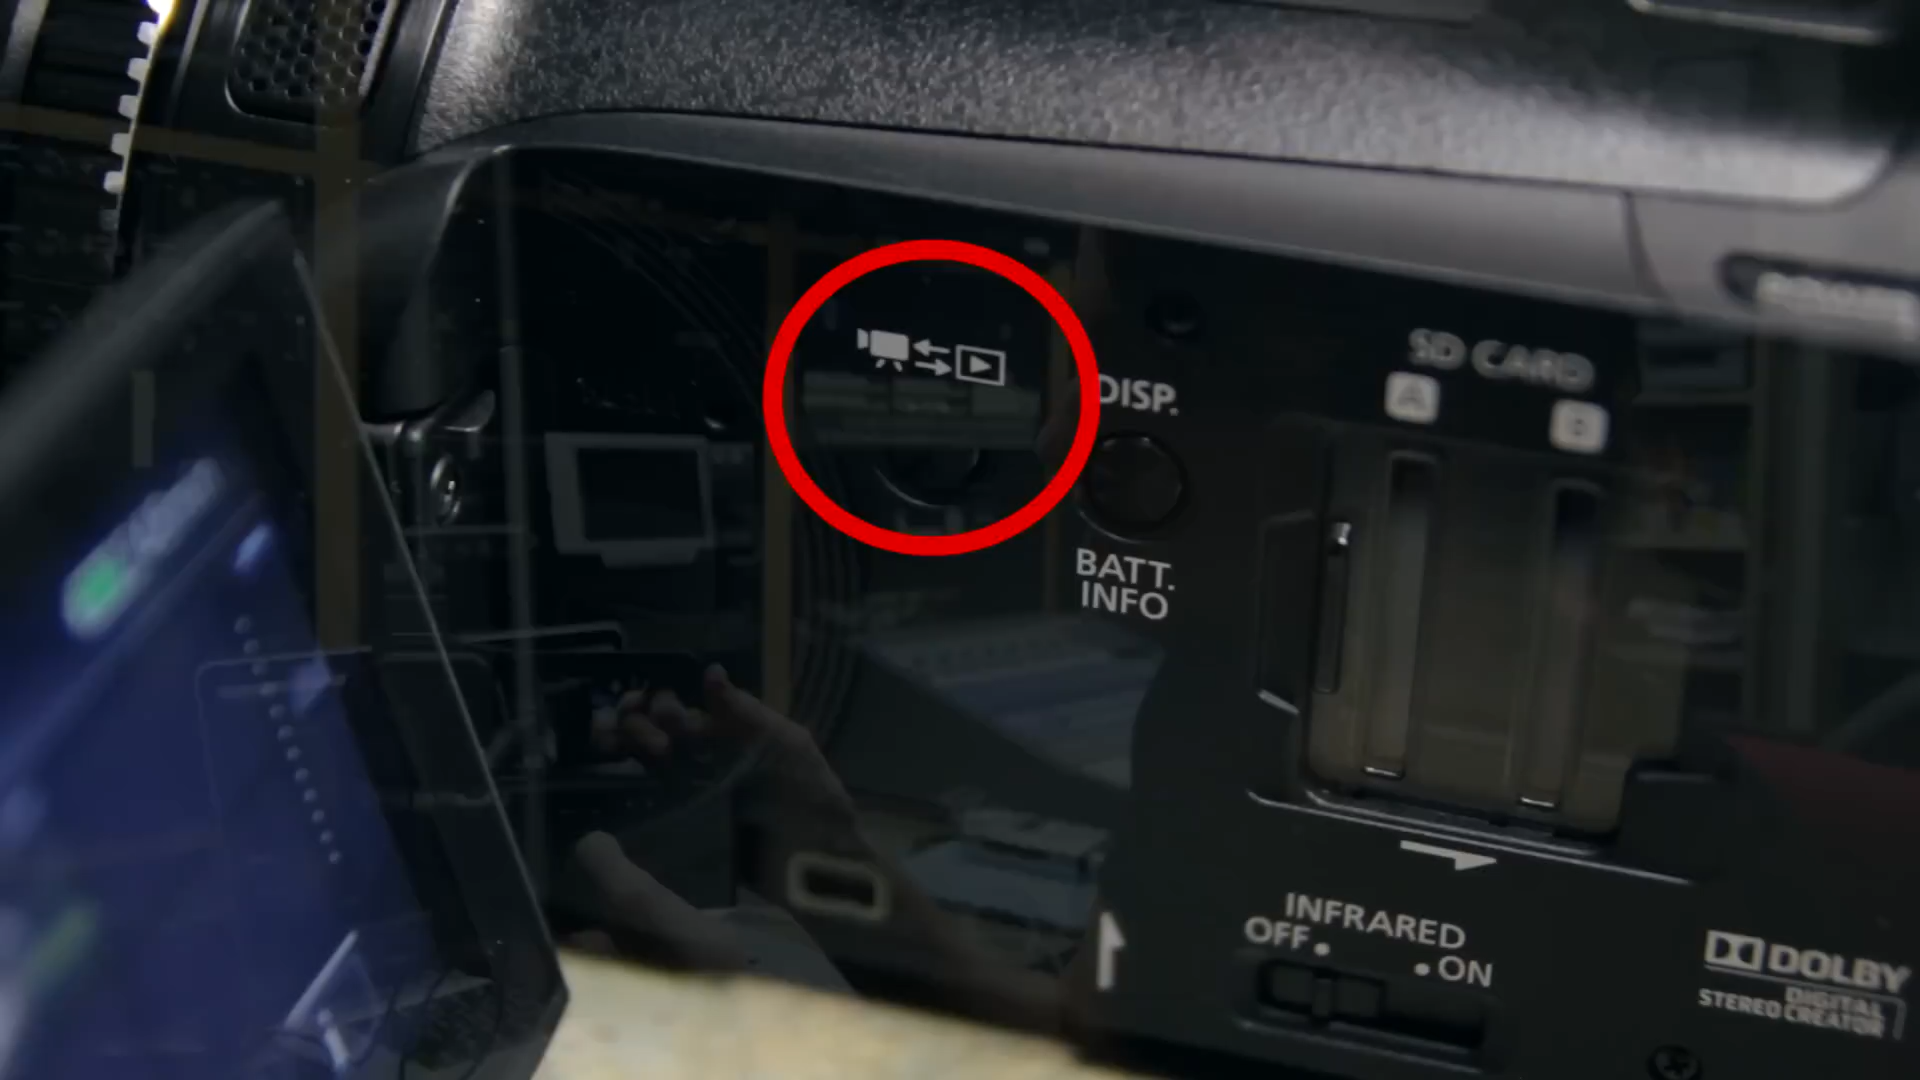 DISP.
SD CARD
A
B
BATT.
INFO
INFRARED
OFF
ON
DOLBY
DIGITAL
STEREO CREATOR